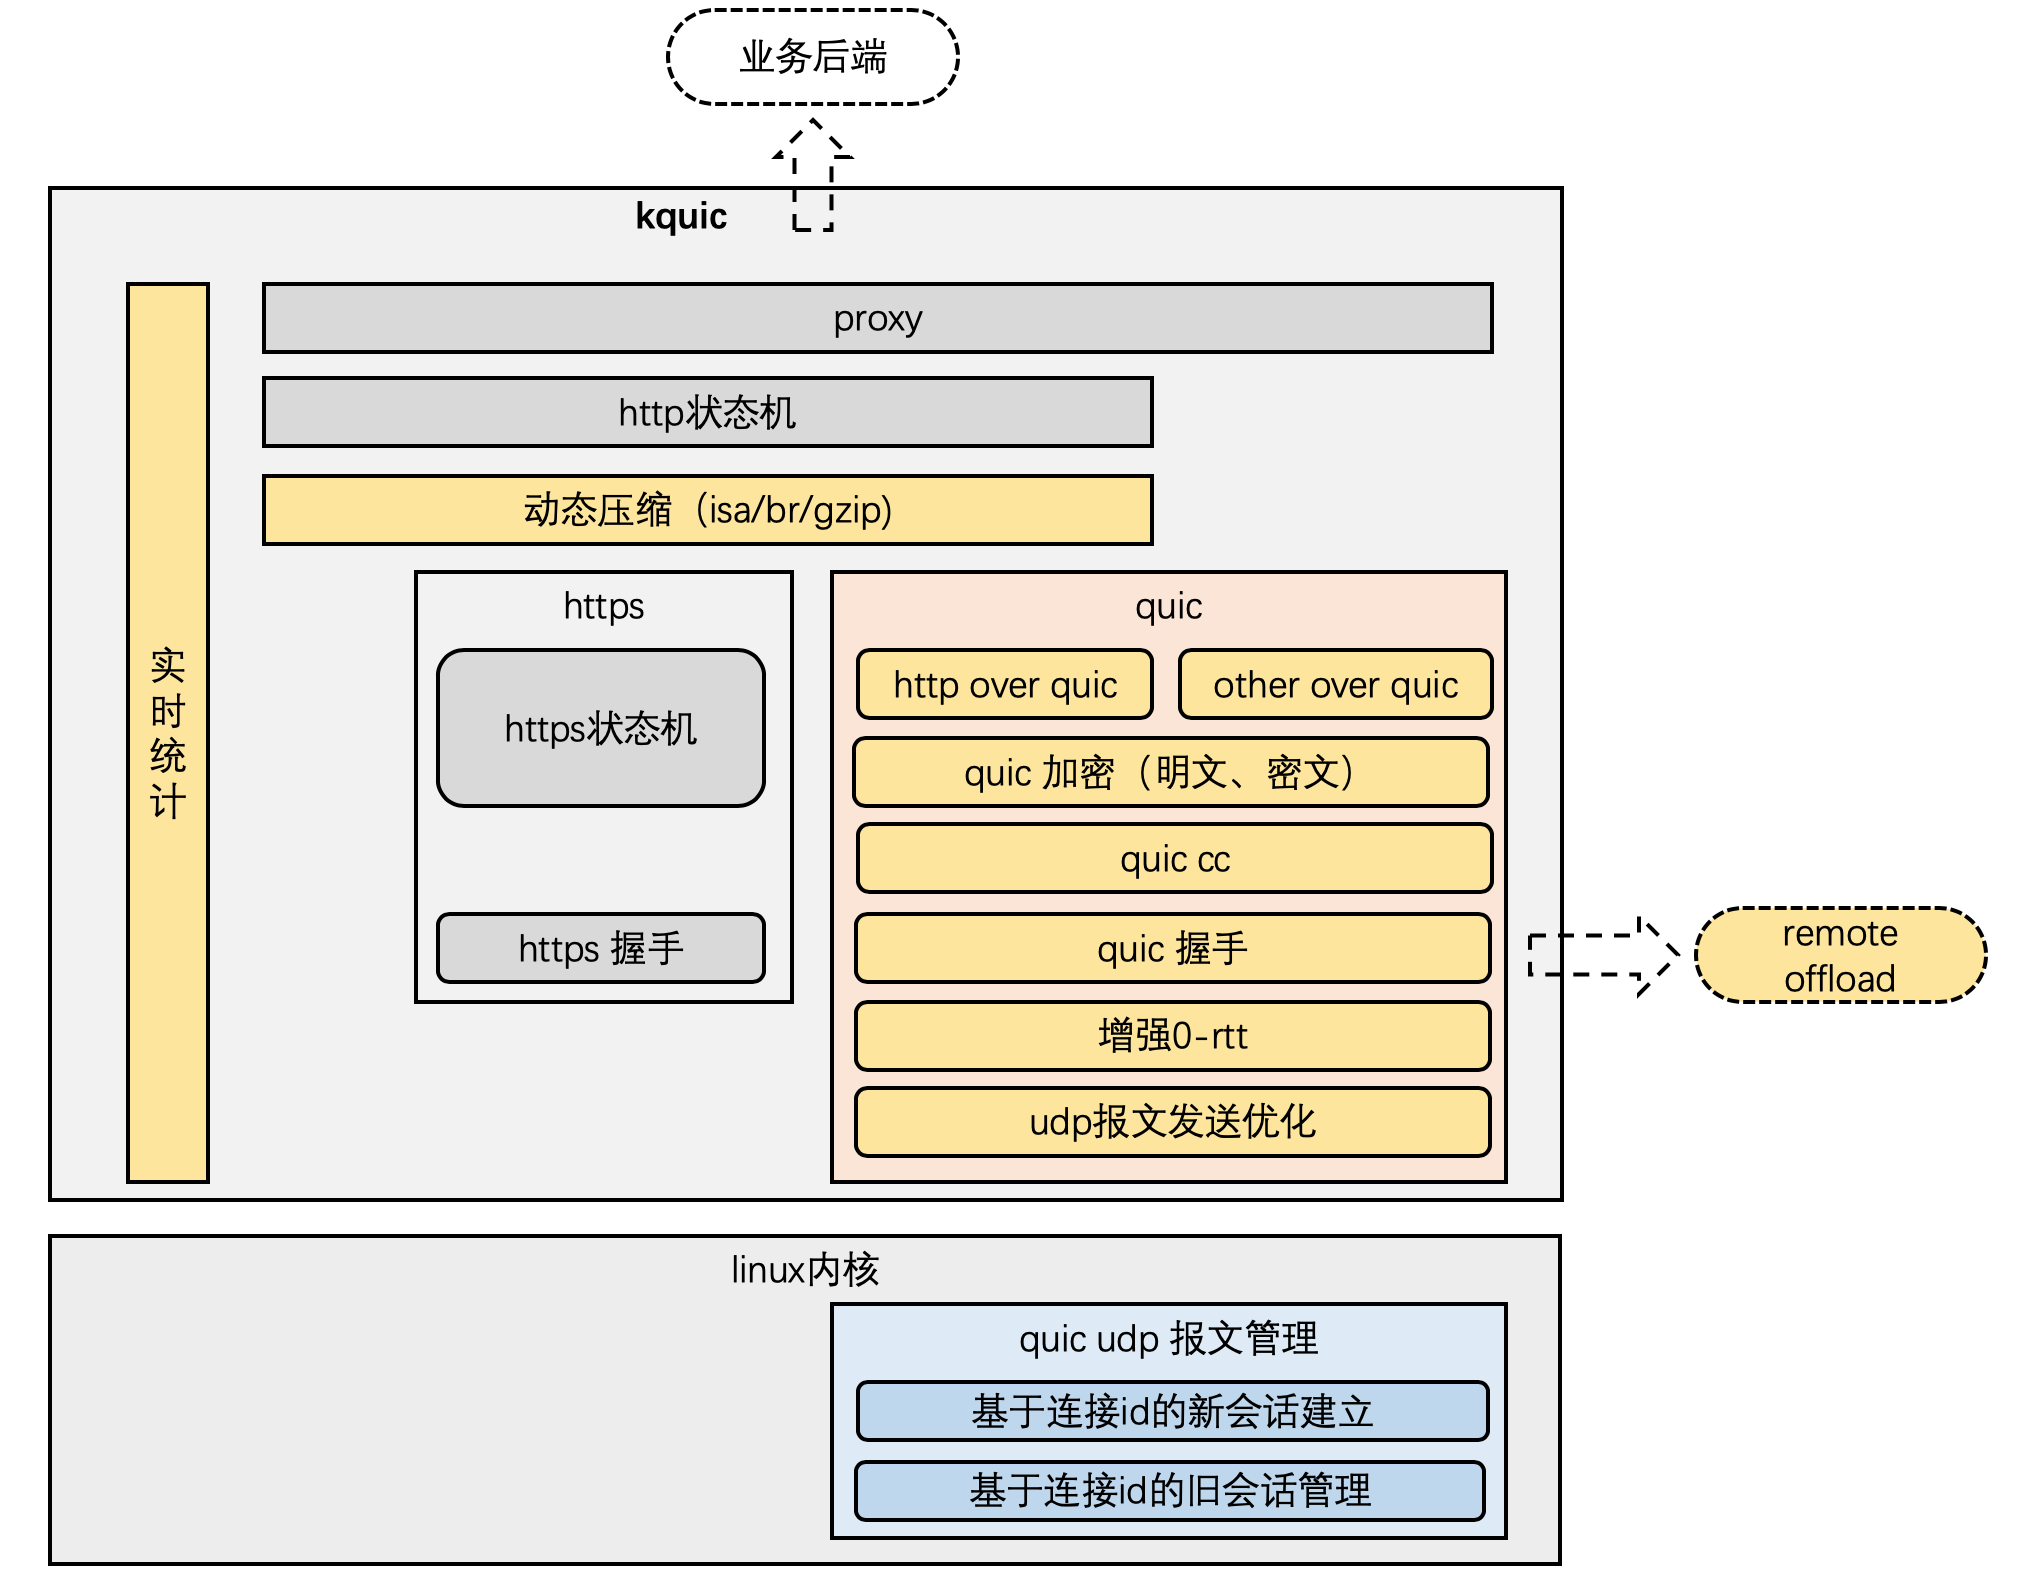 业务后端
kquic
proxy
http状态机
动态压缩（isa/br/gzip)
实
时
统
计
https
https状态机
https 握手
quic
http over quic
other over quic
quic 加密（明文、密文）
quic cc
quic 握手
增强0-rtt
udp报文发送优化
remote
offload
linux内核
quic udp 报文管理
基于连接id的新会话建立
基于连接id的旧会话管理